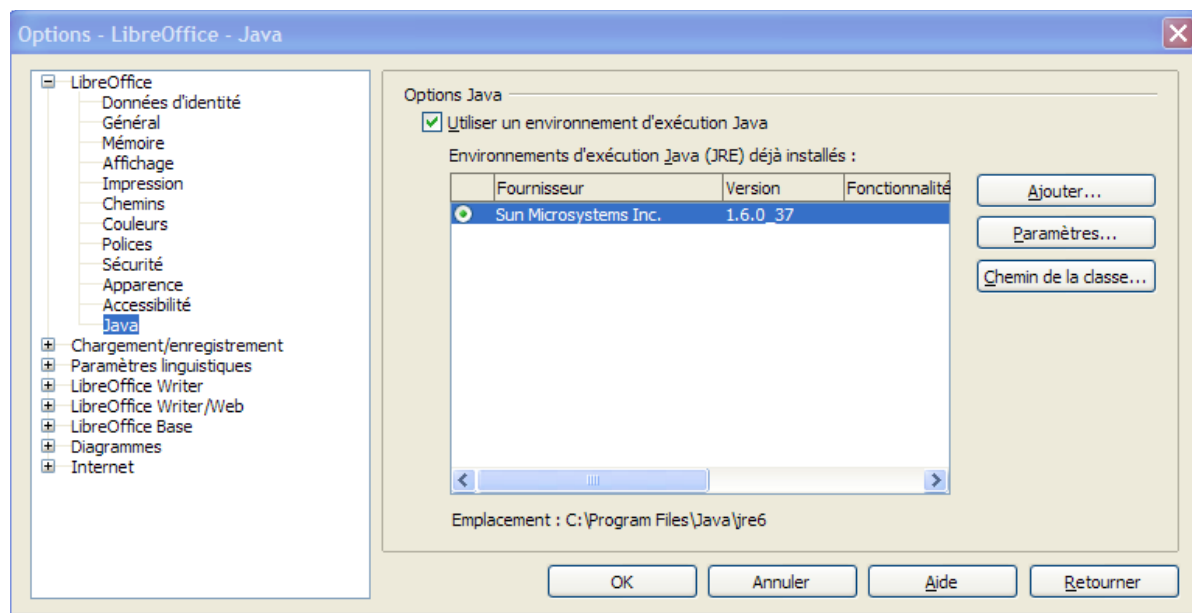 Options - LibreOffice - Java
LibreOffice
Données d'identité
Général
Mémoire
Affichage
Impression
Chemins
Couleurs
Polices
Sécurité
Apparence
Accessibilité
Java
Chargement/enregistrement
Paramètres linguistiques
LibreOffice Writer
LibreOffice Writer/Web
LibreOffice Base
Diagrammes
Internet
Options Java
Utiliser un environnement d'exécution Java
Environnements d'exécution Java (JRE) déjà installés :
Fournisseur Version Fonctionnalité
Sun Microsystems Inc. 1.6.0_37
Ajouter...
Paramètres...
Chemin de la classe...
Emplacement : C:\Program Files\Java\jre6
OK Annuler Aide Retourner